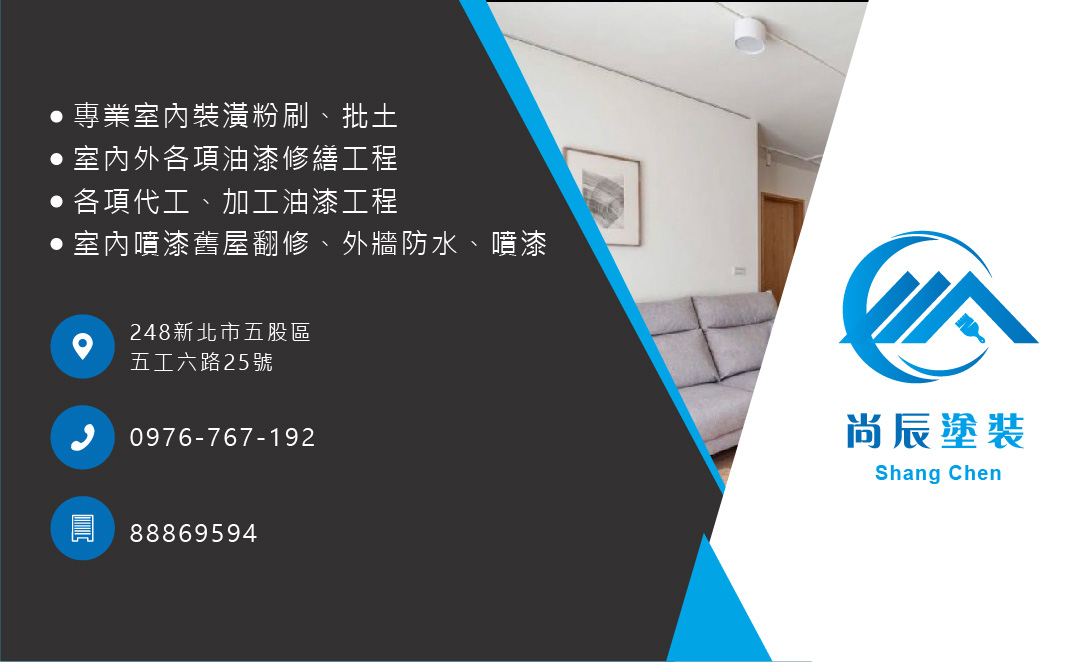 ● 專業室內裝潢粉刷、批土
● 室內外各項油漆修繕工程
● 各項代工、加工油漆工程
● 室內噴漆舊屋翻修、外牆防水、噴漆
248新北市五股區
五工六路25號
0976-767-192
88869594
尚辰塗裝
Shang Chen